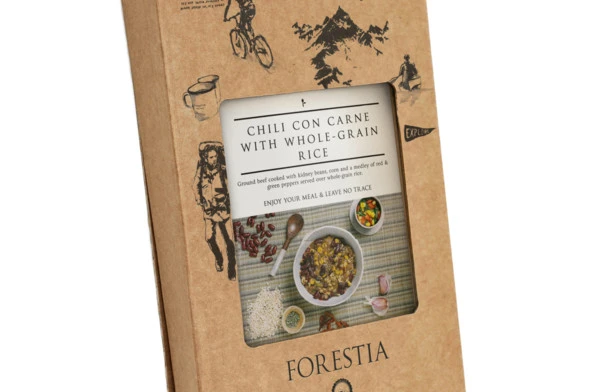 CHILI CON CARNE
WITH WHOLE-GRAIN
RICE
Ground beef cooked with kidney beans, corn and a medley of red &
green peppers served over whole-grain rice.
ENJOY YOUR MEAL & LEAVE NO TRACE
EXPLORE
FORESTIA